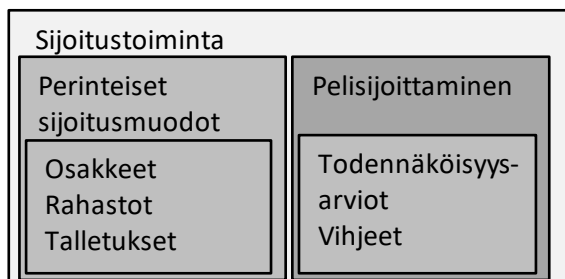 Sijoitustoiminta
Perinteiset
sijoitusmuodot
Osakkeet
Rahastot
Talletukset
Pelisijoittaminen
Todennäköisyys-
arviot
Vihjeet